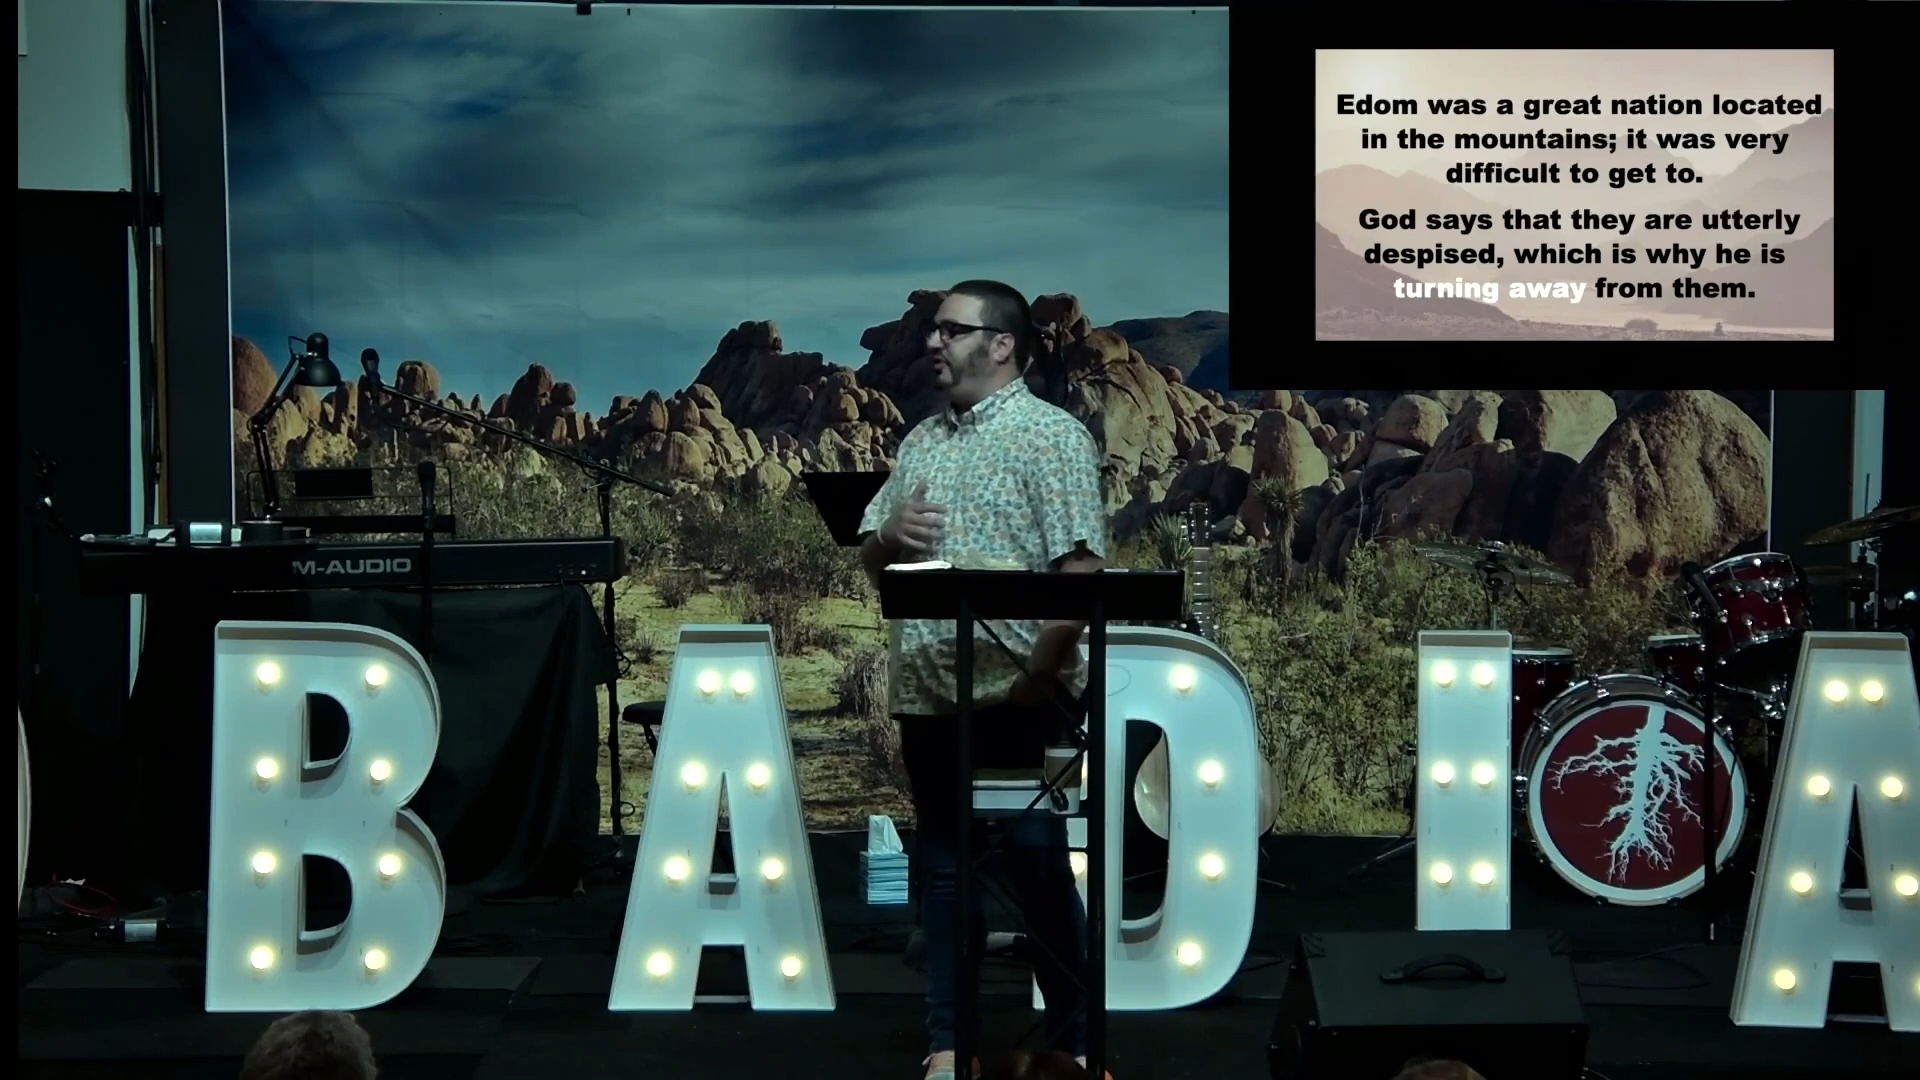 Edom was a great nation located
in the mountains; it was very
difficult to get to.
God says that they are utterly
despised, which is why he is
turning away from them.
M-AUDIO
BADIA